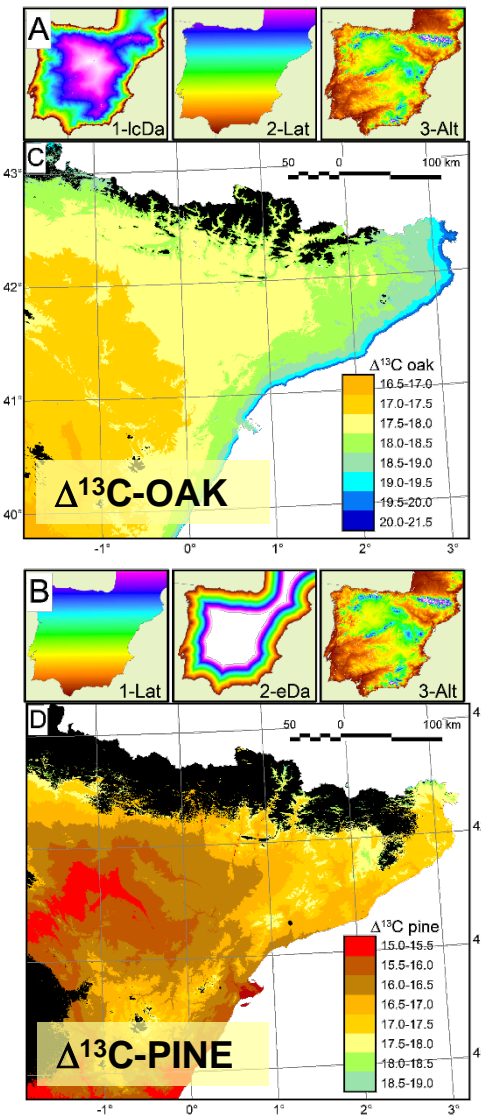 A
1-lcDa
2-Lat
3-Alt
C
50 0 100 km
43°
42°
41°
40°
Δ¹³C oak
16.5-17.0
17.0-17.5
17.5-18.0
18.0-18.5
18.5-19.0
19.0-19.5
19.5-20.0
20.0-21.5
Δ¹³C-OAK
-1° 0° 1° 2° 3°
B
1-Lat
2-eDa
3-Alt
D
50 0 100 km
4
4
4
4
Δ¹³C pine
15.0-15.5
15.5-16.0
16.0-16.5
16.5-17.0
17.0-17.5
17.5-18.0
18.0-18.5
18.5-19.0
Δ¹³C-PINE
-1° 0° 1° 2° 3°